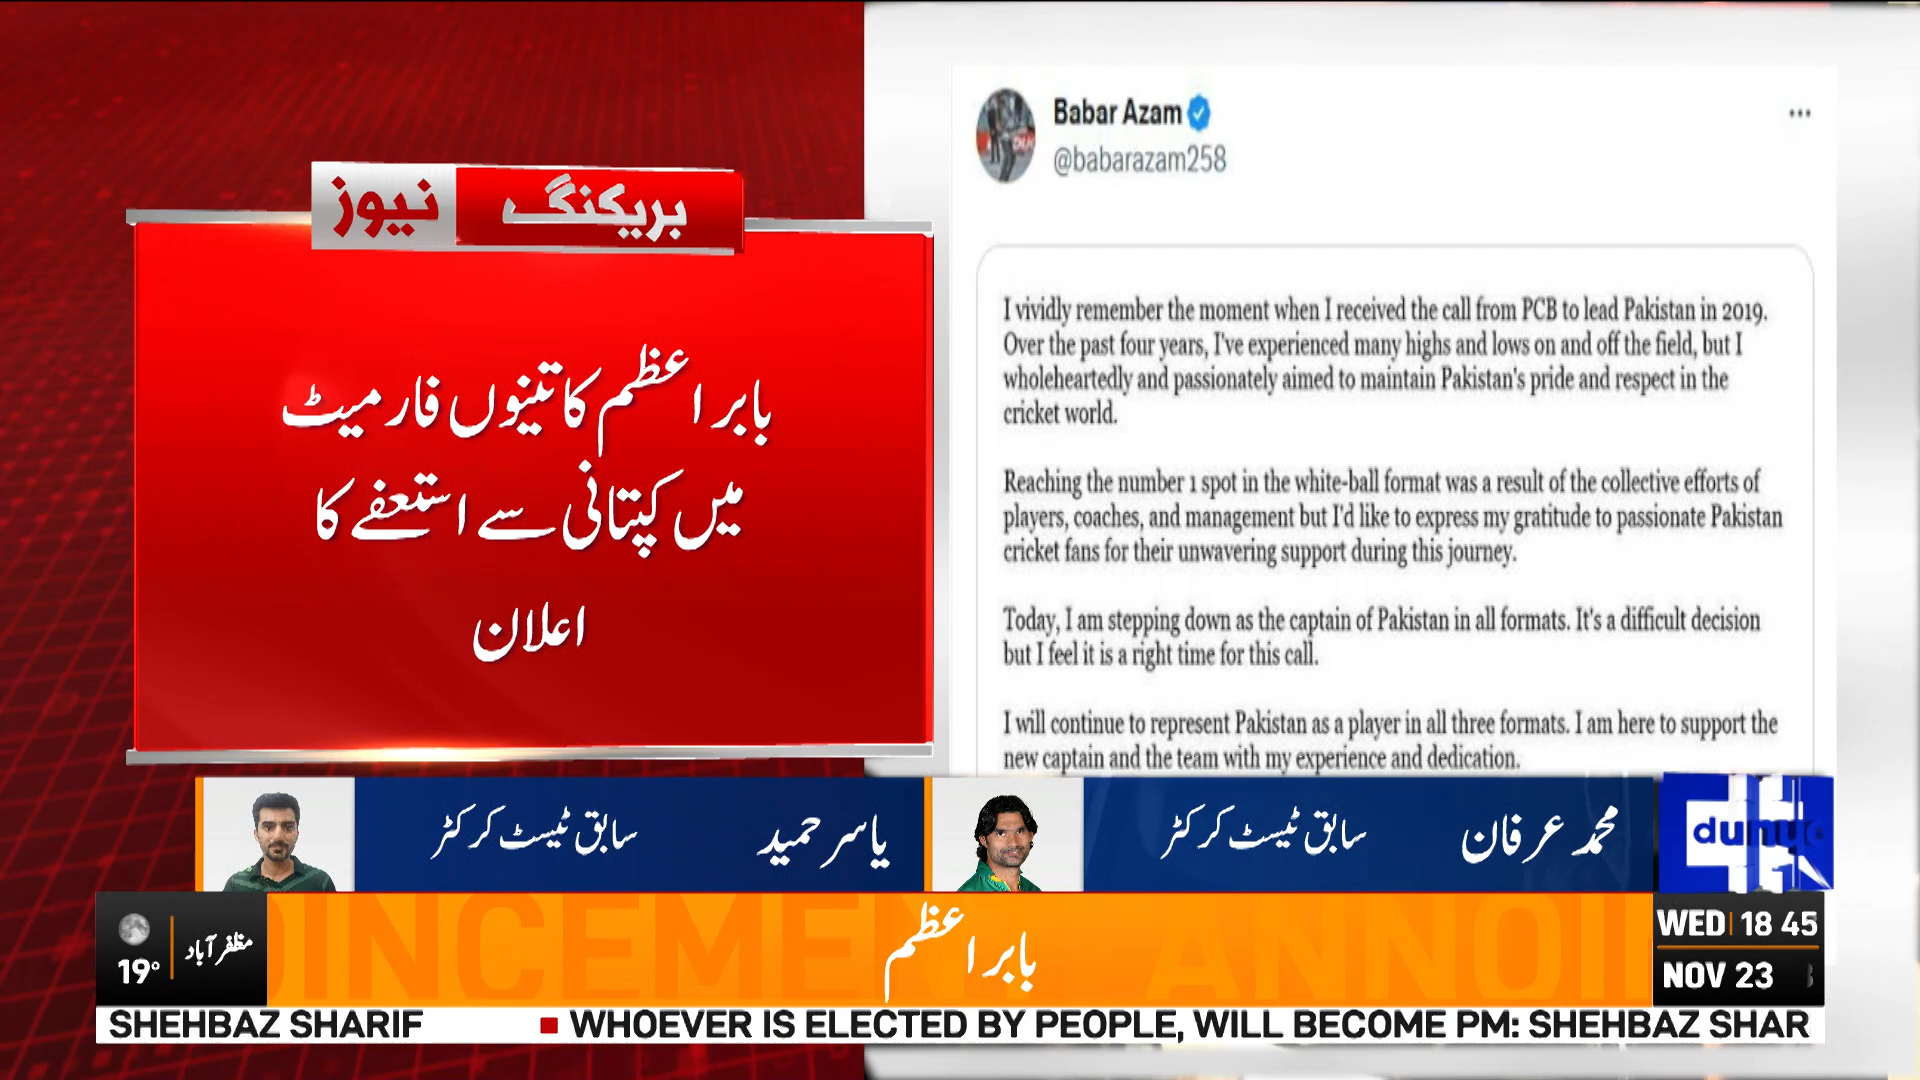 بریکنگ نیوز
بابر اعظم کا تینوں فارمیٹ
میں کپتانی سے استعفے کا
اعلان
Babar Azam
@babarazam258
I vividly remember the moment when I received the call from PCB to lead Pakistan in 2019.
Over the past four years, I've experienced many highs and lows on and off the field, but I
wholeheartedly and passionately aimed to maintain Pakistan's pride and respect in the
cricket world.
Reaching the number 1 spot in the white-ball format was a result of the collective efforts of
players, coaches, and management but I'd like to express my gratitude to passionate Pakistan
cricket fans for their unwavering support during this journey.
Today, I am stepping down as the captain of Pakistan in all formats. It's a difficult decision
but I feel it is a right time for this call.
I will continue to represent Pakistan as a player in all three formats. I am here to support the
new captain and the team with my experience and dedication.
محمد عرفان سابق ٹیسٹ کرکٹر
یاسر حمید سابق ٹیسٹ کرکٹر
dunya
بابر اعظم
مظفر آباد
19°
WED 18 45
NOV 23
SHEHBAZ SHARIF ■ WHOEVER IS ELECTED BY PEOPLE, WILL BECOME PM: SHEHBAZ SHAR